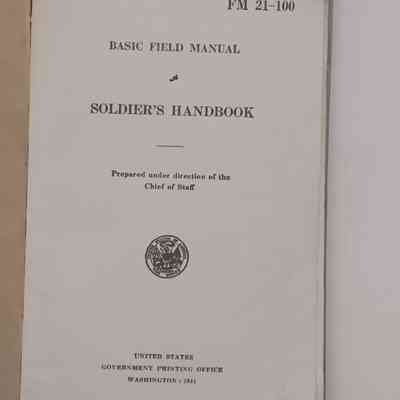 FM 21-100
BASIC FIELD MANUAL
SOLDIER'S HANDBOOK
Prepared under direction of the
Chief of Staff
UNITED STATES
GOVERNMENT PRINTING OFFICE
WASHINGTON : 1941